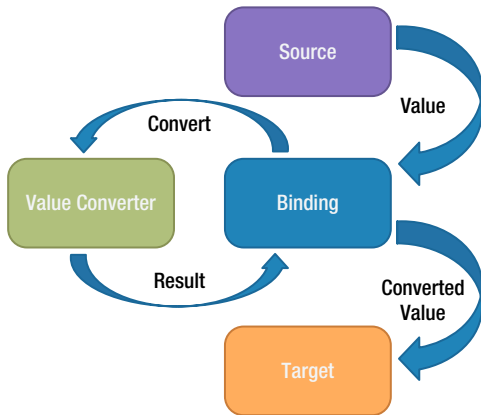 Source
Value
Convert
Value Converter
Binding
Result
Converted
Value
Target